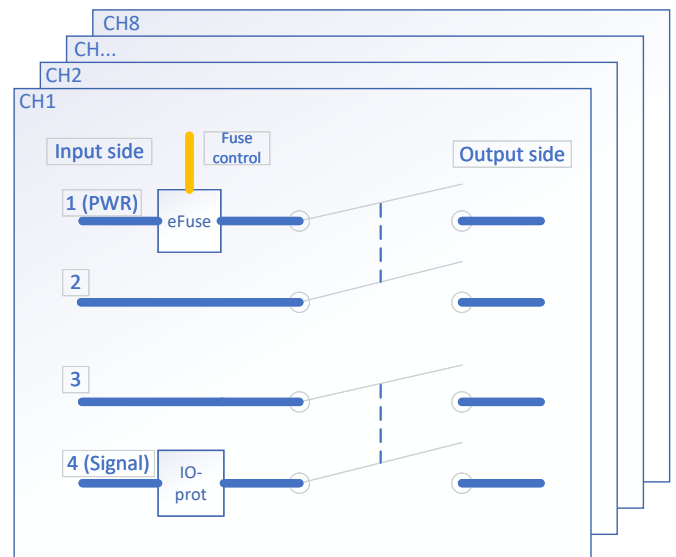 CH8
CH...
CH2
CH1
Input side
Fuse
control
Output side
1 (PWR)
eFuse
2
3
4 (Signal)
IO-
prot